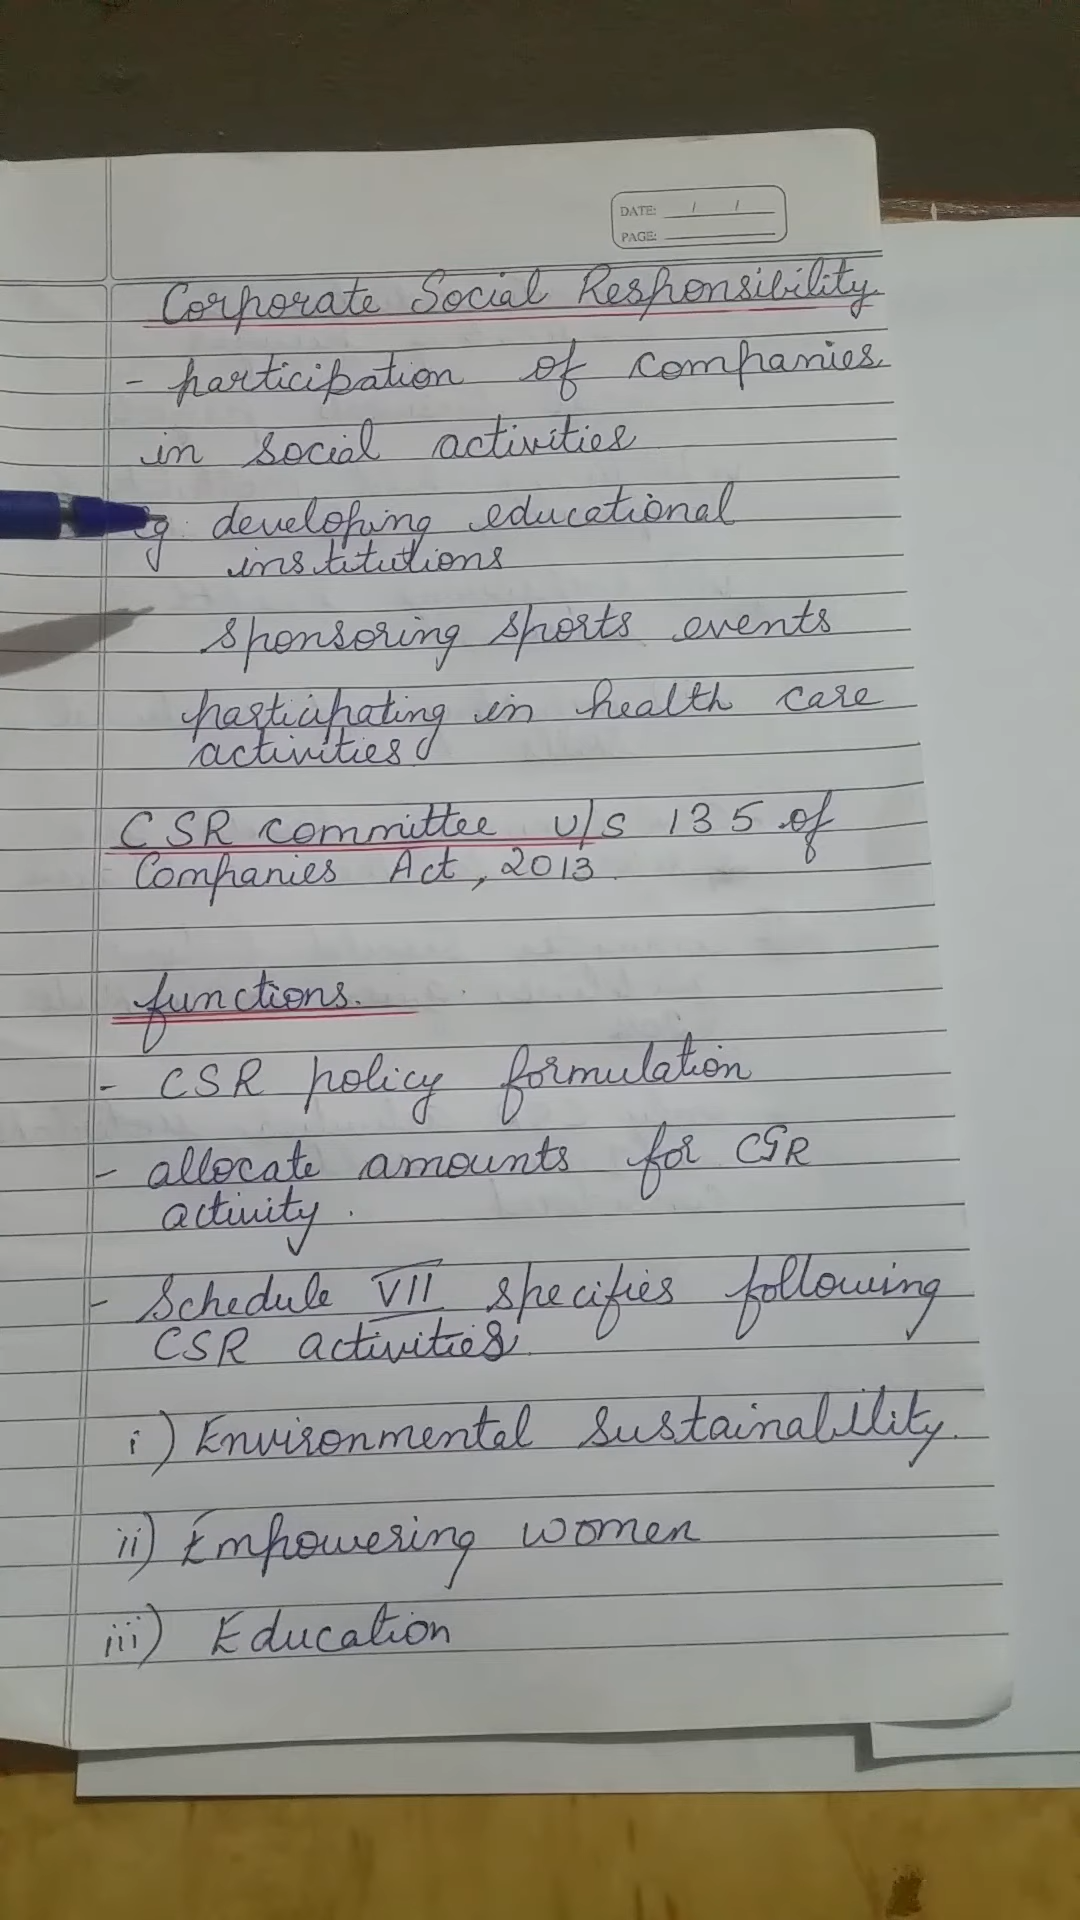 DATE: / /
PAGE:
Corporate Social Responsibility
- participation of companies
in social activities
eg. developing educational
institutions
sponsoring sports events
participating in health care
activities
CSR committee U/S 135 of
Companies Act, 2013.
functions.
- CSR policy formulation
- allocate amounts for CSR
activity.
- Schedule VII specifies following
CSR activities.
i) Environmental Sustainability.
ii) Empowering women
iii) Education